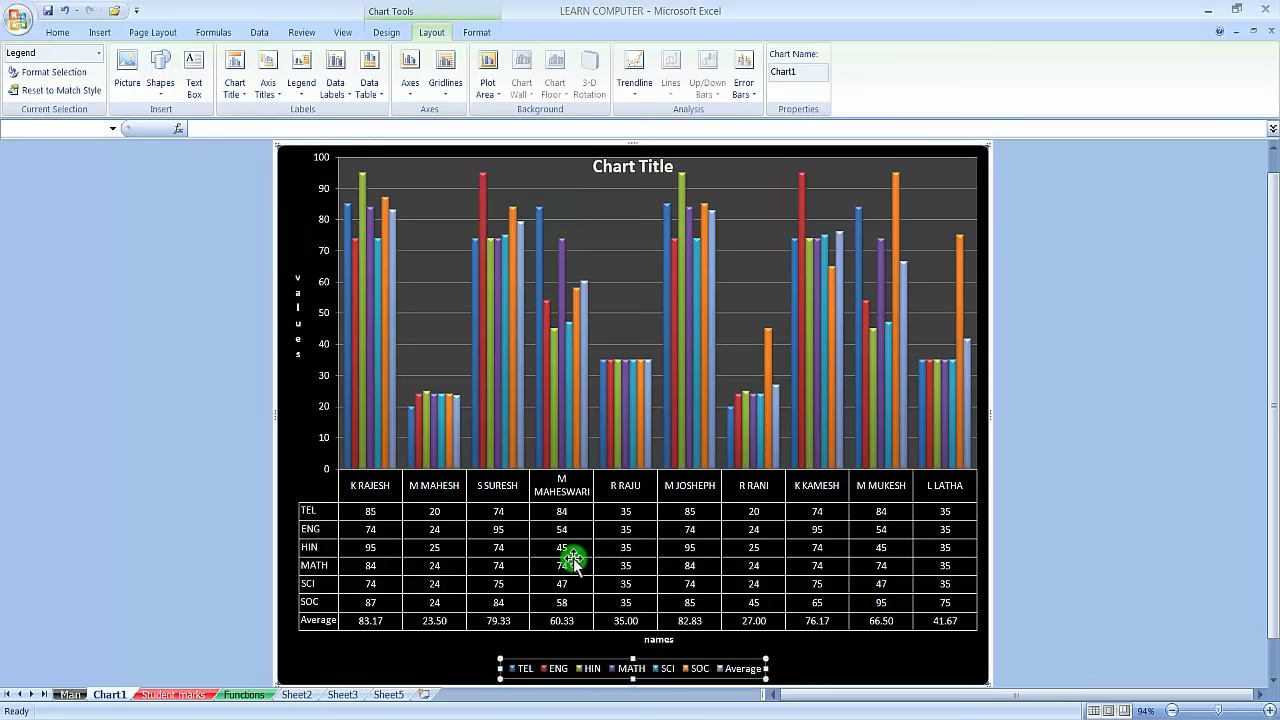 Chart Tools
LEARN COMPUTER - Microsoft Excel
Home Insert Page Layout Formulas Data Review View Design Layout Format
Legend
Format Selection
Reset to Match Style
Current Selection
Picture
Shapes
Text Box
Insert
Chart Title
Axis Titles
Legend
Data Labels
Data Table
Labels
Axes
Gridlines
Axes
Plot Area
Chart Wall
Chart Floor
3-D Rotation
Background
Trendline
Lines
Up/Down Bars
Error Bars
Analysis
Chart Name:
Chart1
Properties
fx
Chart Title
100
90
80
70
60
50
40
30
20
10
0
values
K RAJESH M MAHESH S SURESH M MAHESWARI R RAJU M JOSHEPH R RANI K KAMESH M MUKESH L LATHA
TEL 85 20 74 84 35 85 20 74 84 35
ENG 74 24 95 54 35 74 24 95 54 35
HIN 95 25 74 45 35 95 25 74 45 35
MATH 84 24 74 74 35 84 24 74 74 35
SCI 74 24 75 47 35 74 24 75 47 35
SOC 87 24 84 58 35 85 45 65 95 75
Average 83.17 23.50 79.33 60.33 35.00 82.83 27.00 76.17 66.50 41.67
names
TEL ENG HIN MATH SCI SOC Average
Main Chart1 Student marks Functions Sheet2 Sheet3 Sheet5
Ready
94%